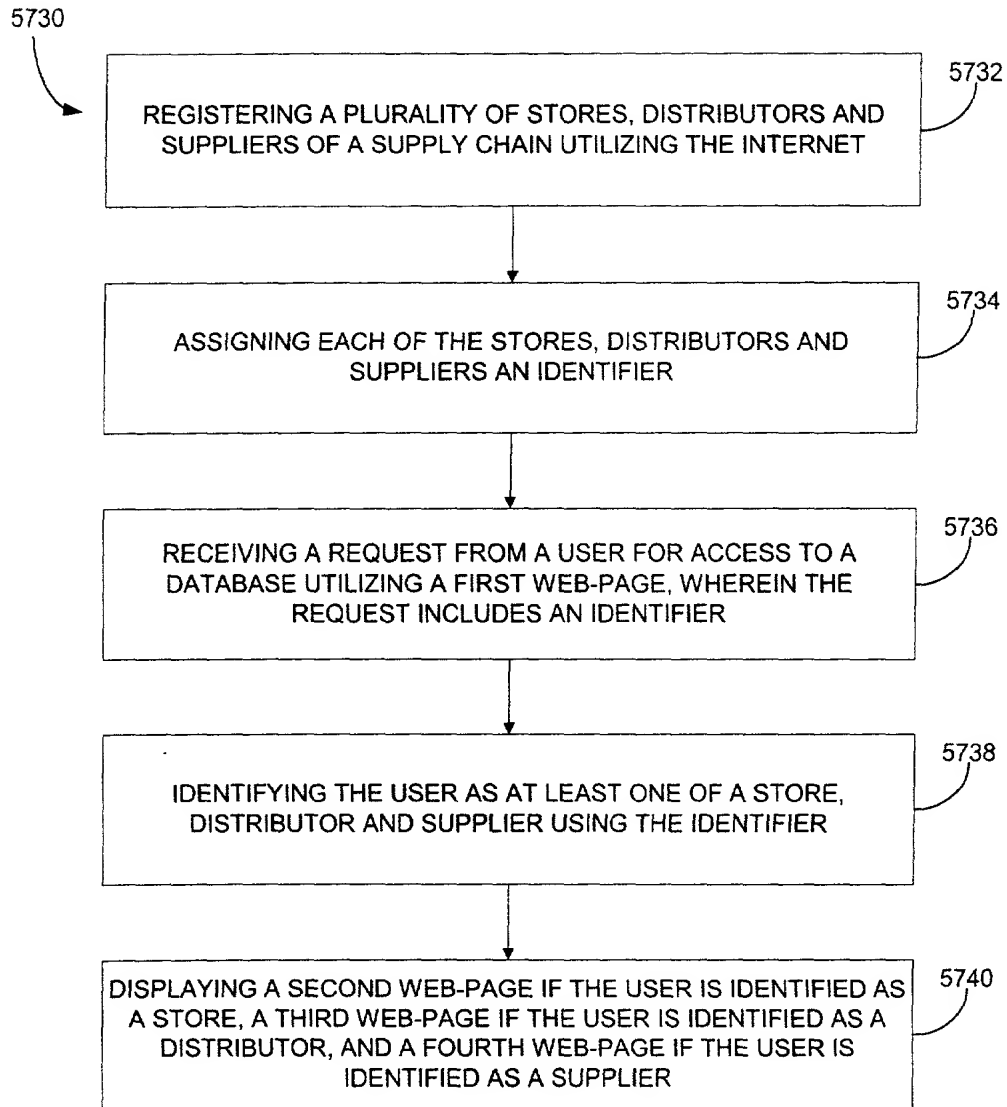 5730
5732
REGISTERING A PLURALITY OF STORES, DISTRIBUTORS AND
SUPPLIERS OF A SUPPLY CHAIN UTILIZING THE INTERNET
5734
ASSIGNING EACH OF THE STORES, DISTRIBUTORS AND
SUPPLIERS AN IDENTIFIER
5736
RECEIVING A REQUEST FROM A USER FOR ACCESS TO A
DATABASE UTILIZING A FIRST WEB-PAGE, WHEREIN THE
REQUEST INCLUDES AN IDENTIFIER
5738
IDENTIFYING THE USER AS AT LEAST ONE OF A STORE,
DISTRIBUTOR AND SUPPLIER USING THE IDENTIFIER
5740
DISPLAYING A SECOND WEB-PAGE IF THE USER IS IDENTIFIED AS
A STORE, A THIRD WEB-PAGE IF THE USER IS IDENTIFIED AS A
DISTRIBUTOR, AND A FOURTH WEB-PAGE IF THE USER IS
IDENTIFIED AS A SUPPLIER